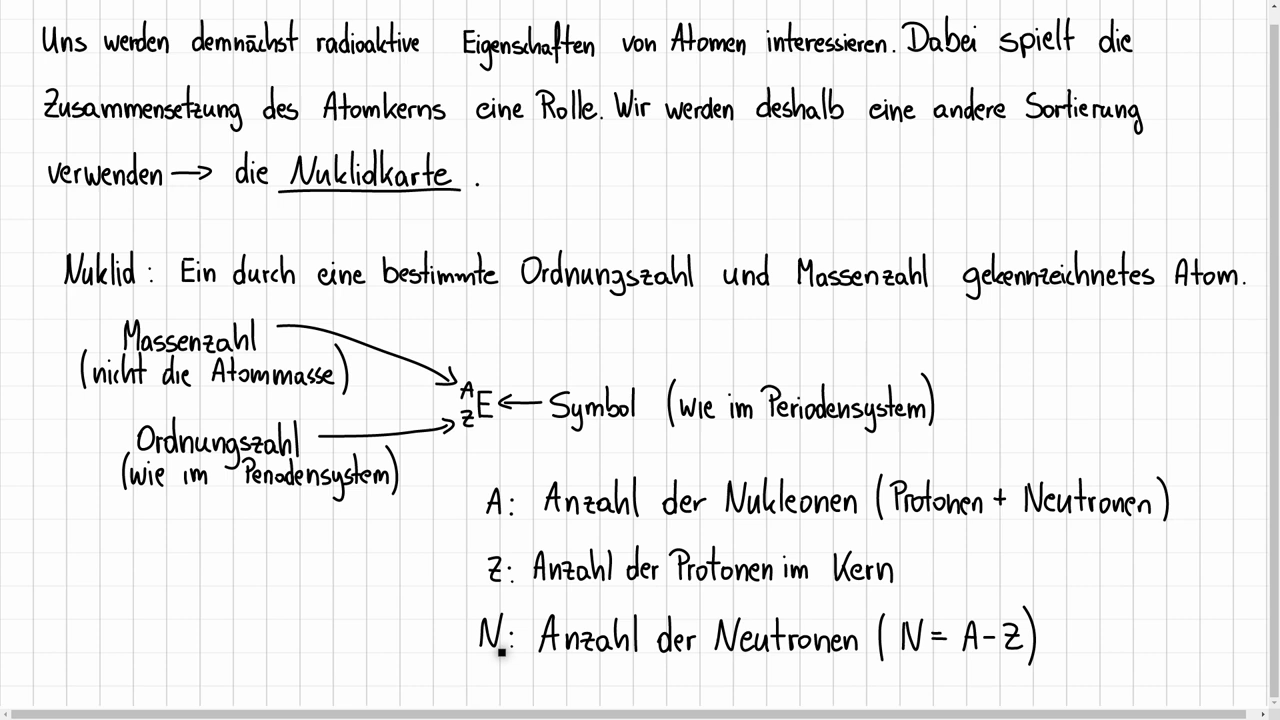 Uns werden demnächst radioaktive Eigenschaften von Atomen interessieren. Dabei spielt die
Zusammensetzung des Atomkerns eine Rolle. Wir werden deshalb eine andere Sortierung
verwenden → die Nuklidkarte.
Nuklid: Ein durch eine bestimmte Ordnungszahl und Massenzahl gekennzeichnetes Atom.
Massenzahl
(nicht die Atommasse)
A
Z E ← Symbol (wie im Periodensystem)
Ordnungszahl
(wie im Periodensystem)
A: Anzahl der Nukleonen (Protonen + Neutronen)
Z: Anzahl der Protonen im Kern
N: Anzahl der Neutronen (N = A - Z)